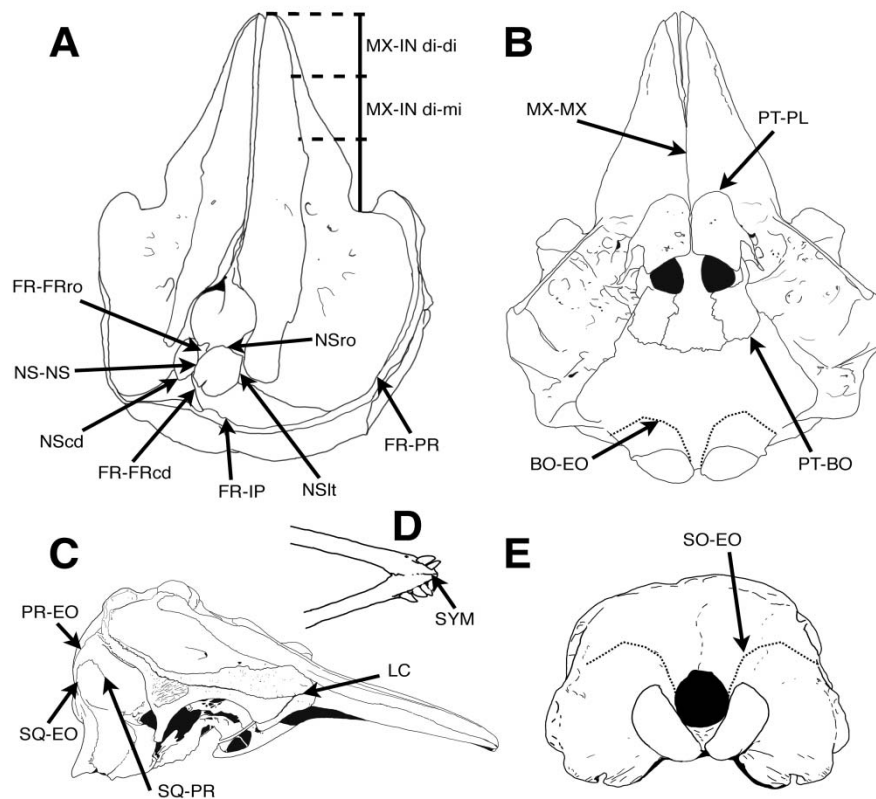 A
MX-IN di-di
MX-IN di-mi
FR-FRro
NSro
NS-NS
NScd
FR-FRcd
FR-IP
NSlt
FR-PR
B
MX-MX
PT-PL
BO-EO
PT-BO
C
PR-EO
SQ-EO
SQ-PR
LC
D
SYM
E
SO-EO